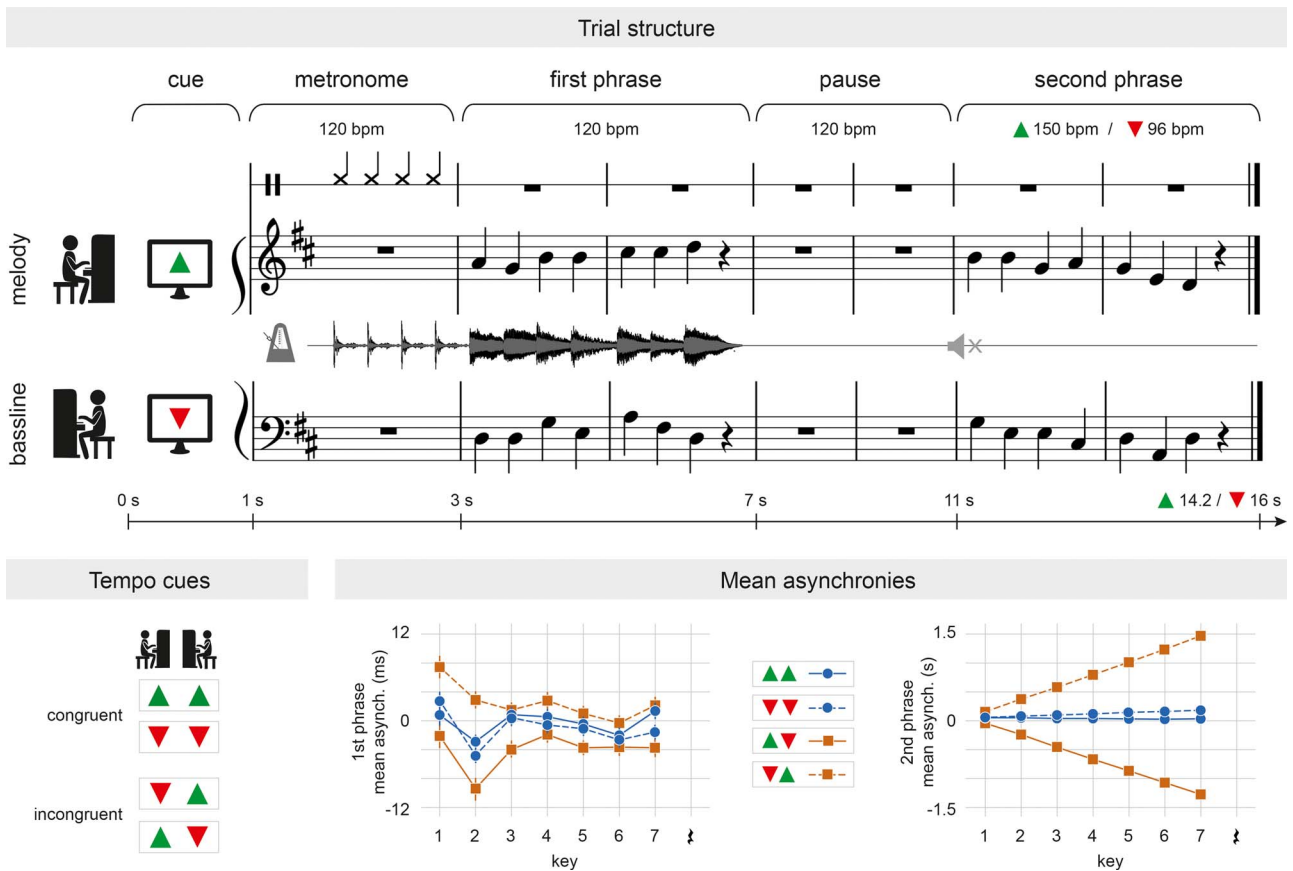 Trial structure
cue metronome first phrase pause second phrase
120 bpm 120 bpm 120 bpm ▲ 150 bpm / ▼ 96 bpm
melody
bassline
0 s 1 s 3 s 7 s 11 s ▲ 14.2 / ▼ 16 s
Tempo cues
congruent
incongruent
Mean asynchronies
1st phrase
mean asynch. (ms)
12
0
-12
1 2 3 4 5 6 7
key
2nd phrase
mean asynch. (s)
1.5
0
-1.5
1 2 3 4 5 6 7
key